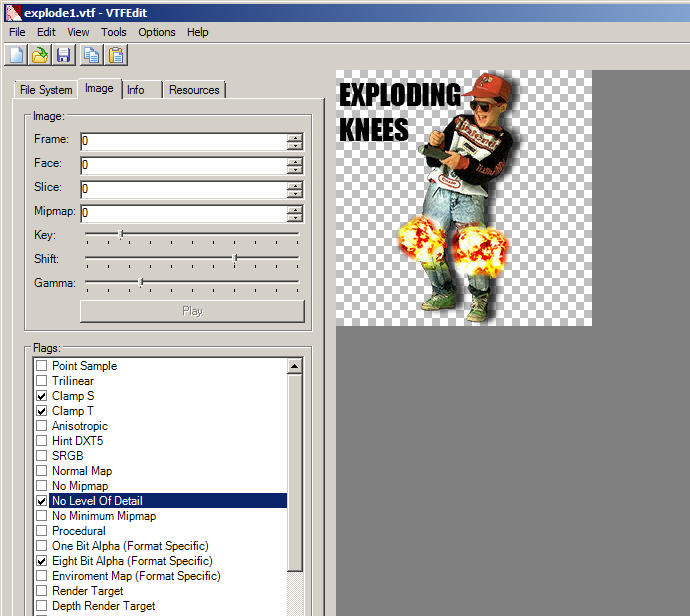 explode1.vtf - VTFEdit
File Edit View Tools Options Help
File System Image Info Resources
Image:
Frame: 0
Face: 0
Slice: 0
Mipmap: 0
Key:
Shift:
Gamma:
Play
Flags:
Point Sample
Trilinear
Clamp S
Clamp T
Anisotropic
Hint DXT5
SRGB
Normal Map
No Mipmap
No Level Of Detail
No Minimum Mipmap
Procedural
One Bit Alpha (Format Specific)
Eight Bit Alpha (Format Specific)
Enviroment Map (Format Specific)
Render Target
Depth Render Target
EXPLODING
KNEES
Nintendo